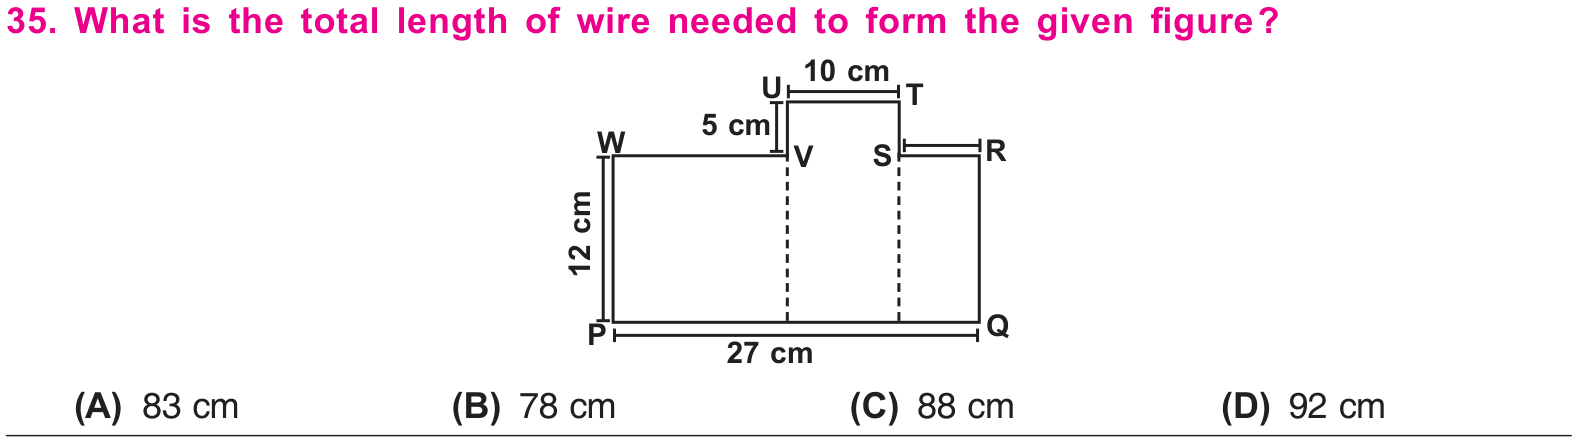 35. What is the total length of wire needed to form the given figure?
10 cm
U T
5 cm
W V S R
12 cm
P Q
27 cm
(A) 83 cm (B) 78 cm (C) 88 cm (D) 92 cm